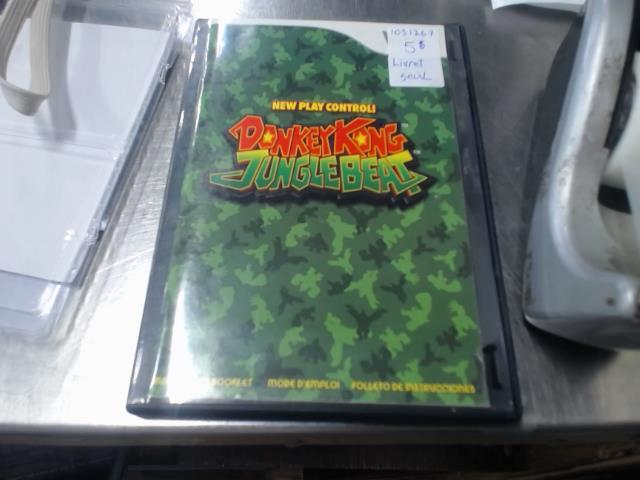 1051267
5$
Livret
seul
NEW PLAY CONTROL!
DONKEY KONG
JUNGLE BEAT
BOOKLET MODE D'EMPLOI FOLLETO DE INSTRUCCIONES